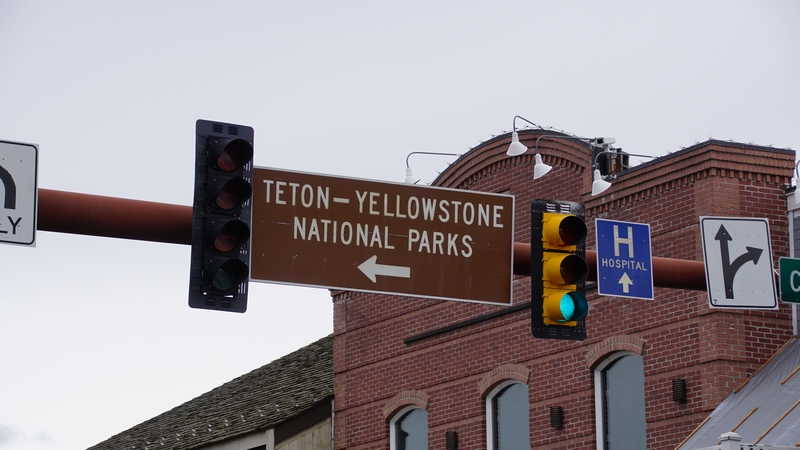 LY
TETON–YELLOWSTONE
NATIONAL PARKS
H
HOSPITAL
C